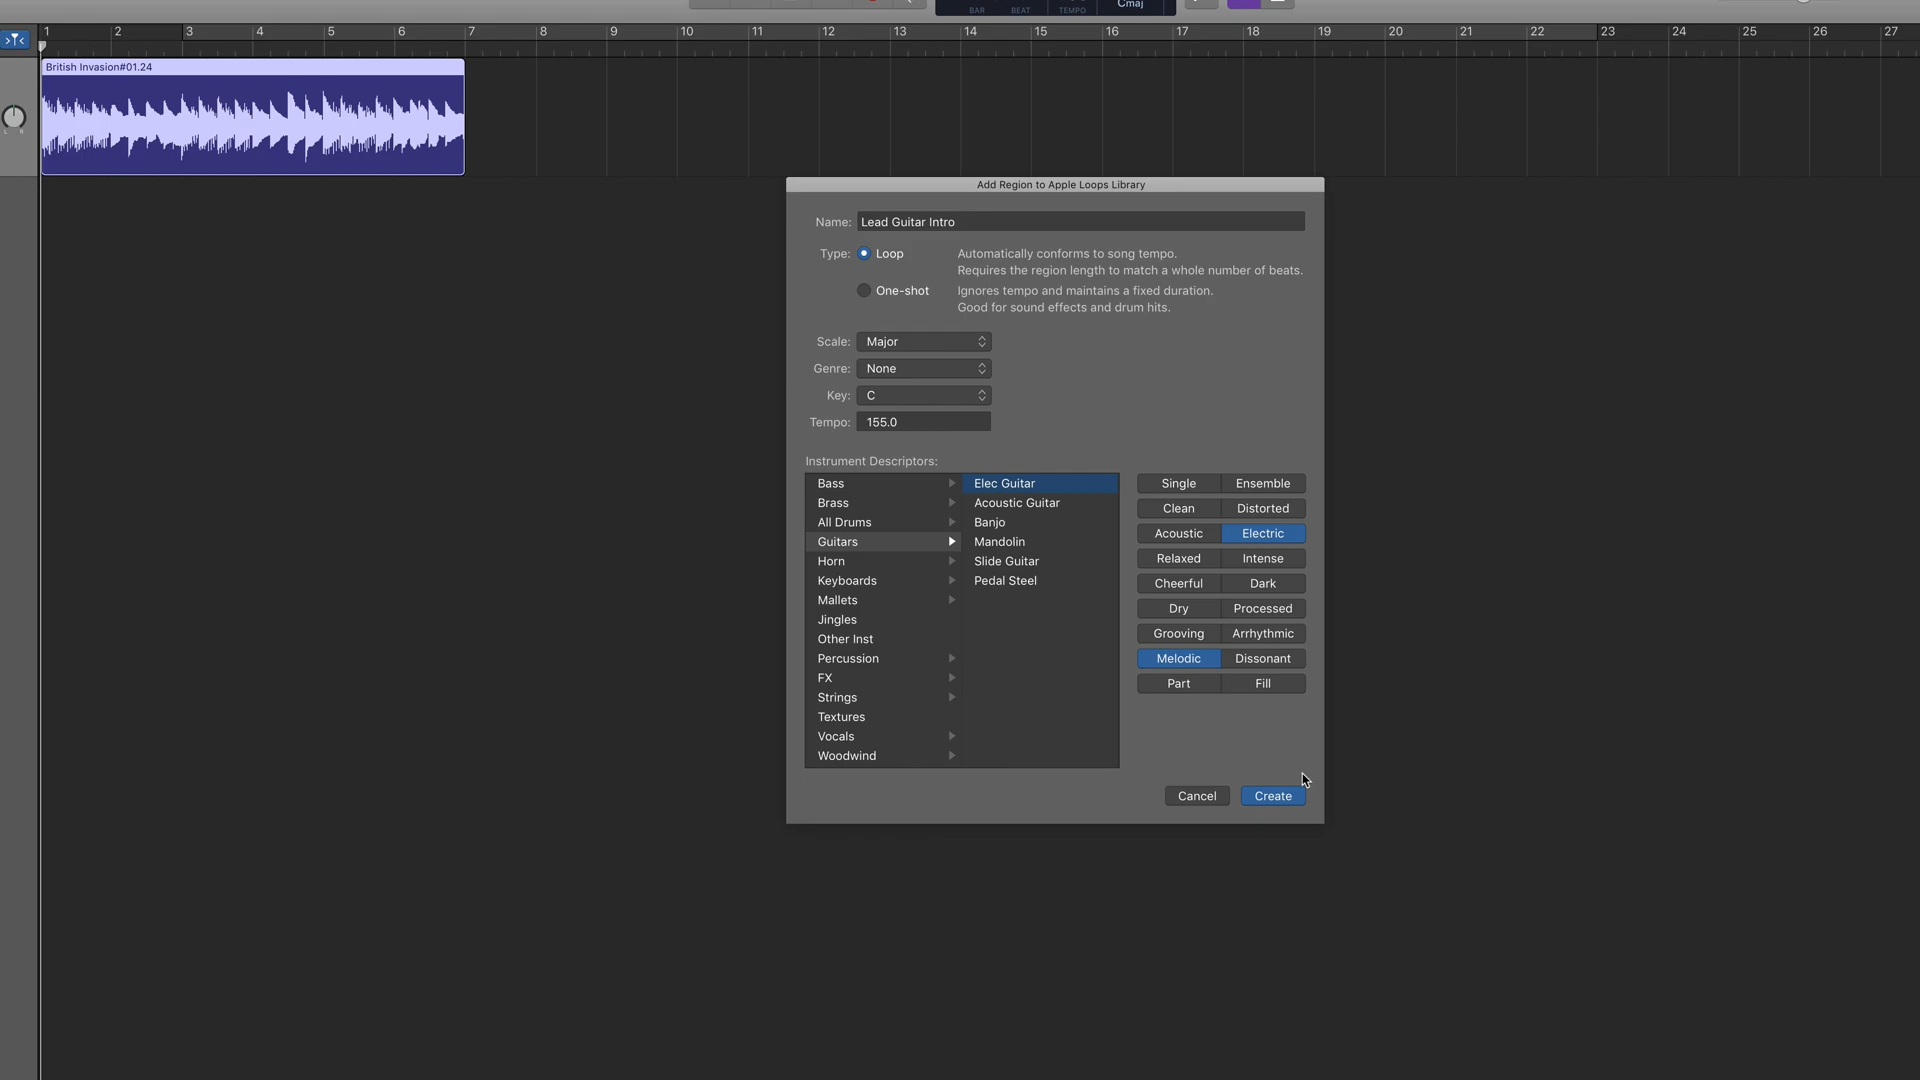 BAR BEAT TEMPO Cmaj
1 2 3 4 5 6 7 8 9 10 11 12 13 14 15 16 17 18 19 20 21 22 23 24 25 26 27
British Invasion#01.24
L R
Add Region to Apple Loops Library
Name: Lead Guitar Intro
Type: Loop Automatically conforms to song tempo.
Requires the region length to match a whole number of beats.
One-shot Ignores tempo and maintains a fixed duration.
Good for sound effects and drum hits.
Scale: Major
Genre: None
Key: C
Tempo: 155.0
Instrument Descriptors:
Bass Elec Guitar Single Ensemble
Brass Acoustic Guitar Clean Distorted
All Drums Banjo Acoustic Electric
Guitars Mandolin Relaxed Intense
Horn Slide Guitar Cheerful Dark
Keyboards Pedal Steel Dry Processed
Mallets Grooving Arrhythmic
Jingles Melodic Dissonant
Other Inst Part Fill
Percussion
FX
Strings
Textures
Vocals
Woodwind
Cancel Create